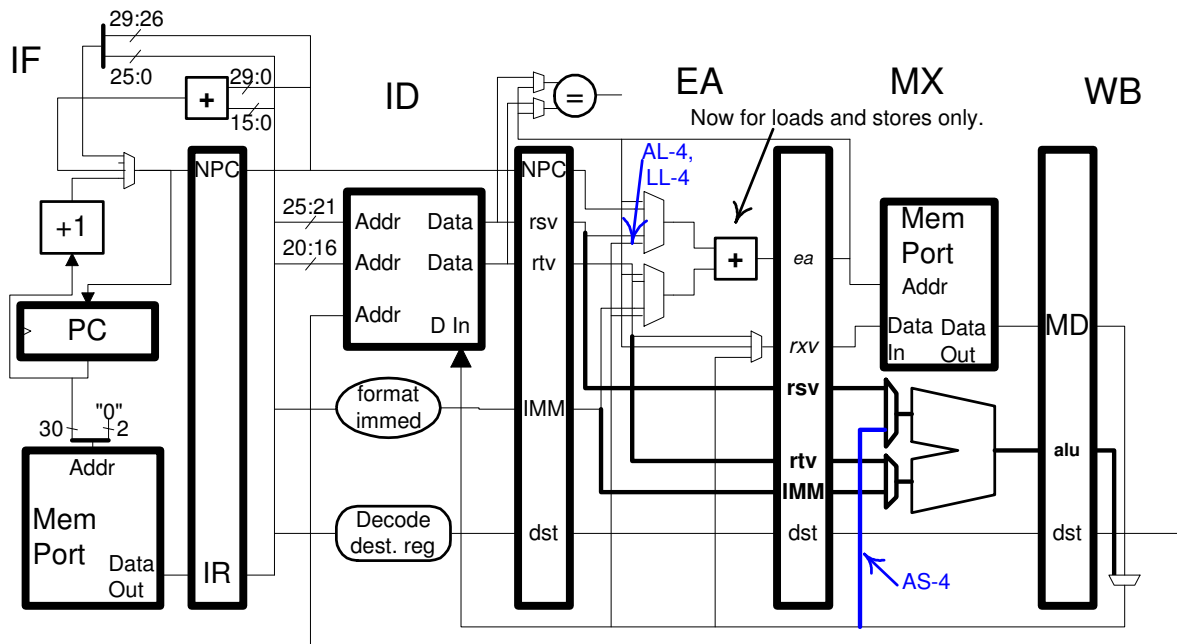 29:26
25:0
IF
29:0
15:0
+
ID
=
EA
MX
WB
Now for loads and stores only.
AL-4,
LL-4
NPC
NPC
+1
25:21
20:16
Addr
Data
Addr
Data
Addr
D In
rsv
rtv
+
ea
Mem
Port
Addr
Data
In
Data
Out
MD
PC
rxv
rsv
format
immed
IMM
30
"0"
2
Addr
Mem
Port
Data
Out
IR
rtv
IMM
alu
Decode
dest. reg
dst
dst
dst
AS-4